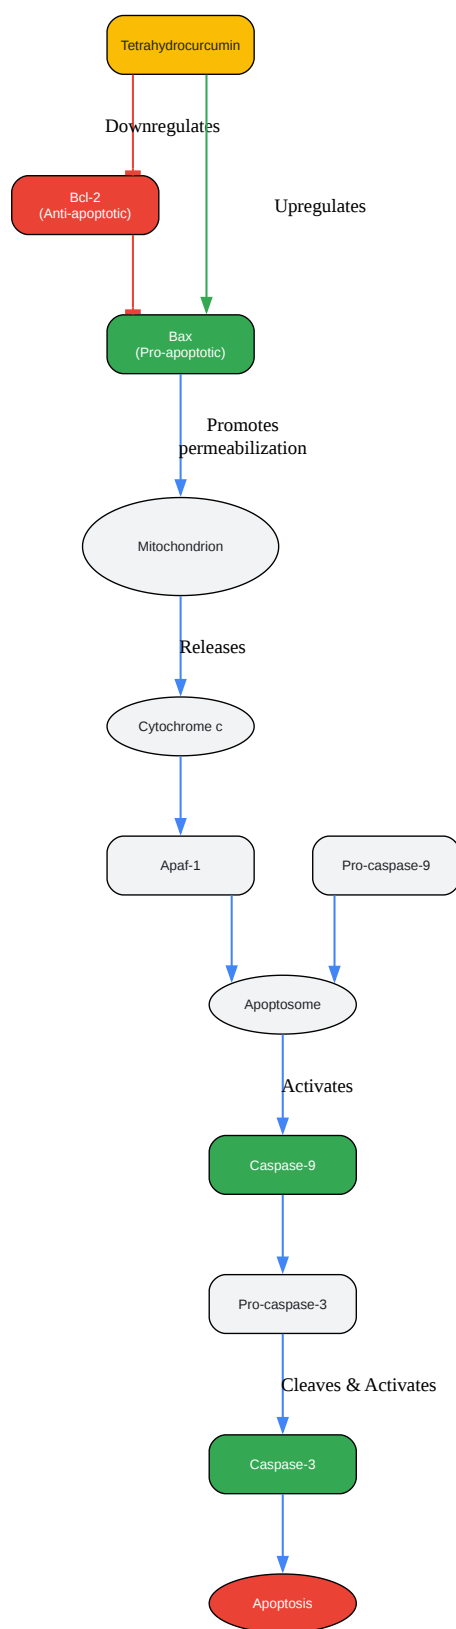 Tetrahydrocurcumin
Downregulates
Bcl-2
(Anti-apoptotic)
Upregulates
Bax
(Pro-apoptotic)
Promotes
permeabilization
Mitochondrion
Releases
Cytochrome c
Apaf-1
Pro-caspase-9
Apoptosome
Activates
Caspase-9
Pro-caspase-3
Cleaves & Activates
Caspase-3
Apoptosis